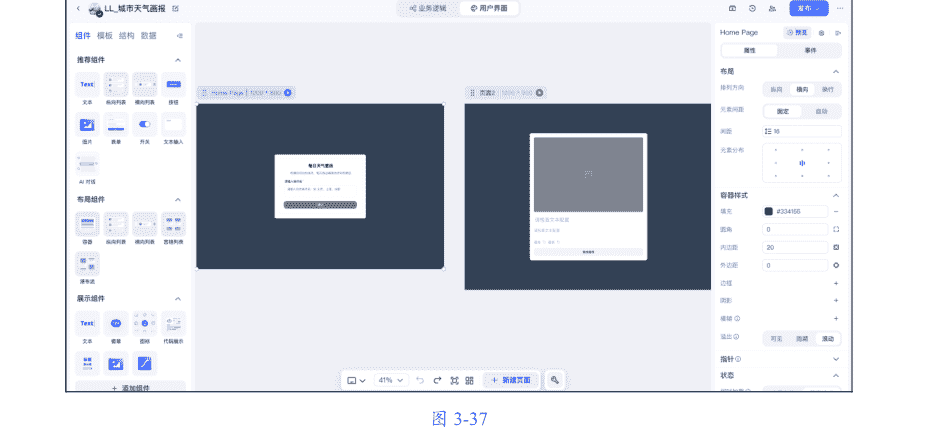 LL_城市天气画报
业务逻辑
用户界面
发布
组件 模板 结构 数据
推荐组件
Text
文本
纵向列表
横向列表
按钮
图片
表单
开关
文本输入
AI 对话
布局组件
容器
纵向列表
横向列表
宫格列表
瀑布流
展示组件
Text
文本
徽章
图标
代码展示
添加组件
Home Page
页面2
每日天气画报
41%
新建页面
Home Page
预览
属性
事件
布局
排列方向
纵向
横向
换行
元素间距
固定
自动
间距
16
元素分布
容器样式
填充
#334155
圆角
0
内边距
20
外边距
0
边框
阴影
模糊
溢出
可见
隐藏
滚动
指针
状态
图 3-37